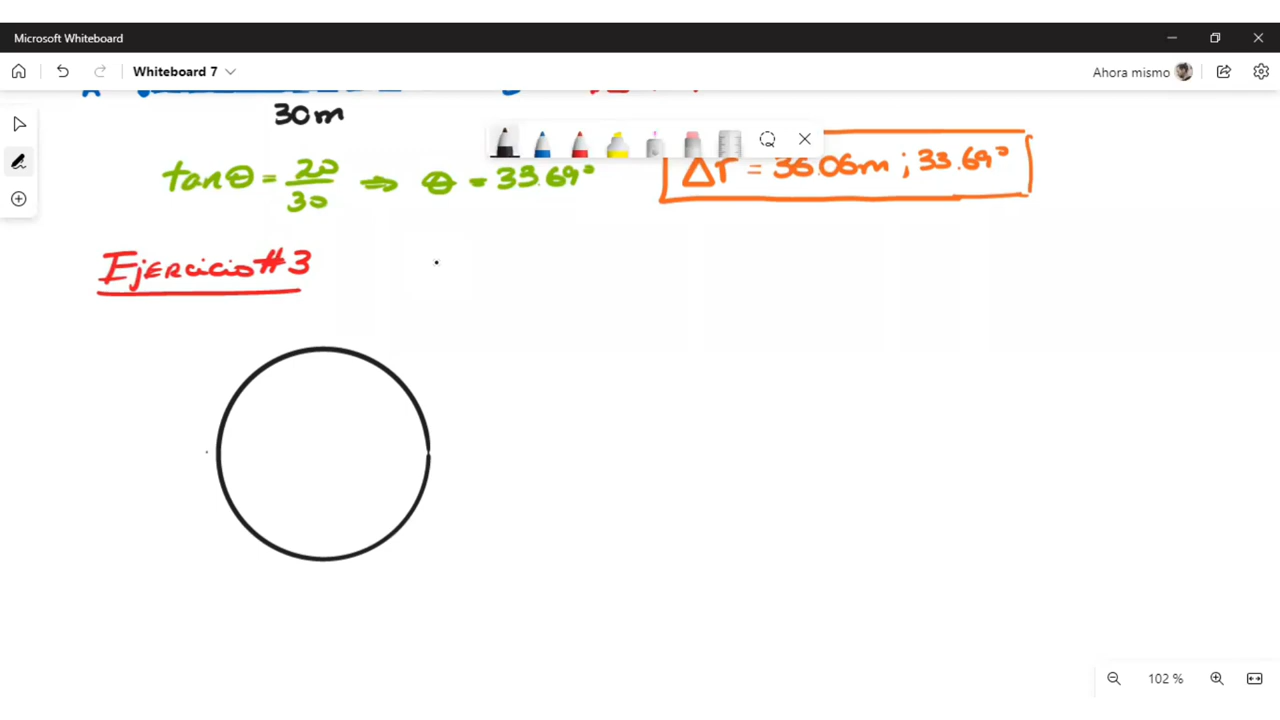 Microsoft Whiteboard
Whiteboard 7
Ahora mismo
30m
tanθ = 20/30 ⇒ θ = 33.69°
Δr = 36.06m ; 33.69°
Ejercicio #3
102 %